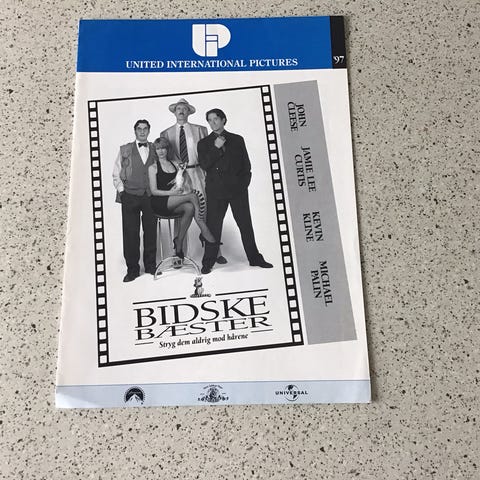 UIP
UNITED INTERNATIONAL PICTURES
'97
JOHN
CLEESE
JAMIE LEE
CURTIS
KEVIN
KLINE
MICHAEL
PALIN
BIDSKE
BÆSTER
Stryg dem aldrig mod hårene
UNIVERSAL